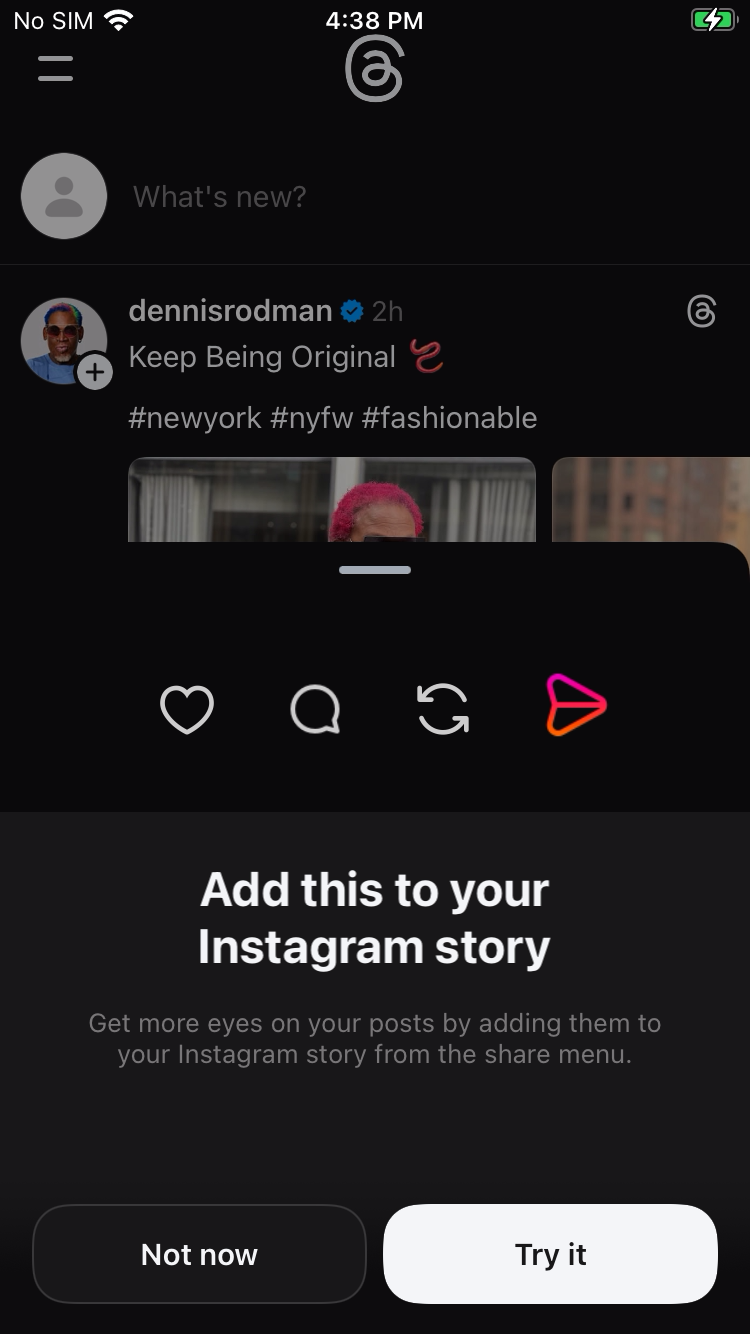 No SIM 4:38 PM
What's new?
dennisrodman 2h
Keep Being Original
#newyork #nyfw #fashionable
Add this to your
Instagram story
Get more eyes on your posts by adding them to
your Instagram story from the share menu.
Not now Try it